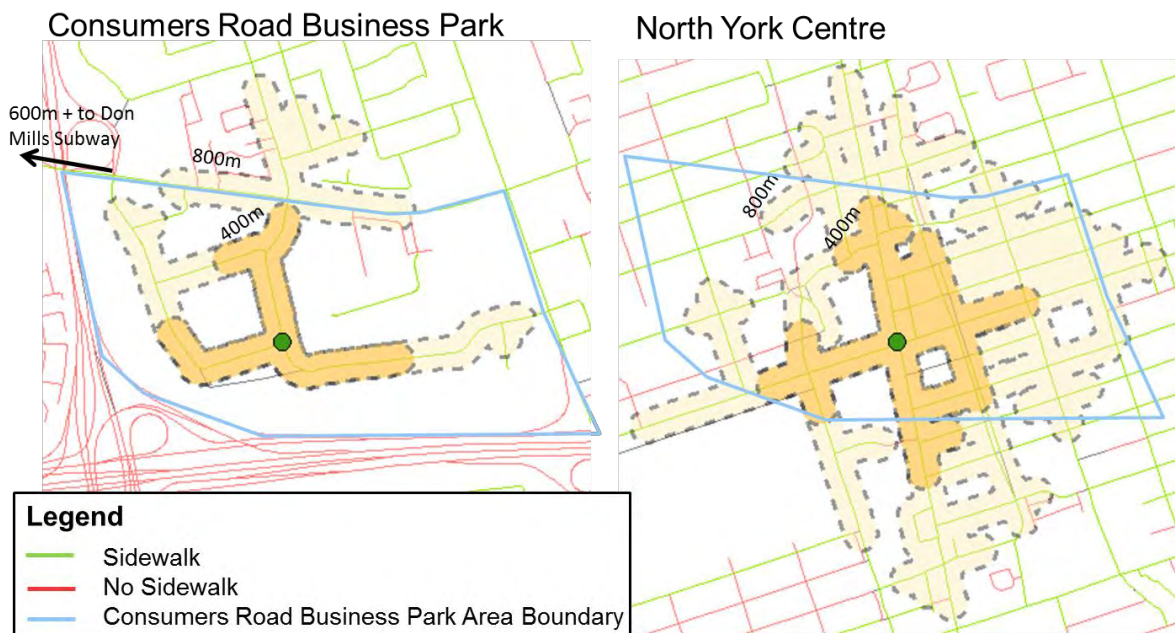 Consumers Road Business Park
North York Centre
600m + to Don
Mills Subway
800m
400m
800m
400m
Legend
Sidewalk
No Sidewalk
Consumers Road Business Park Area Boundary